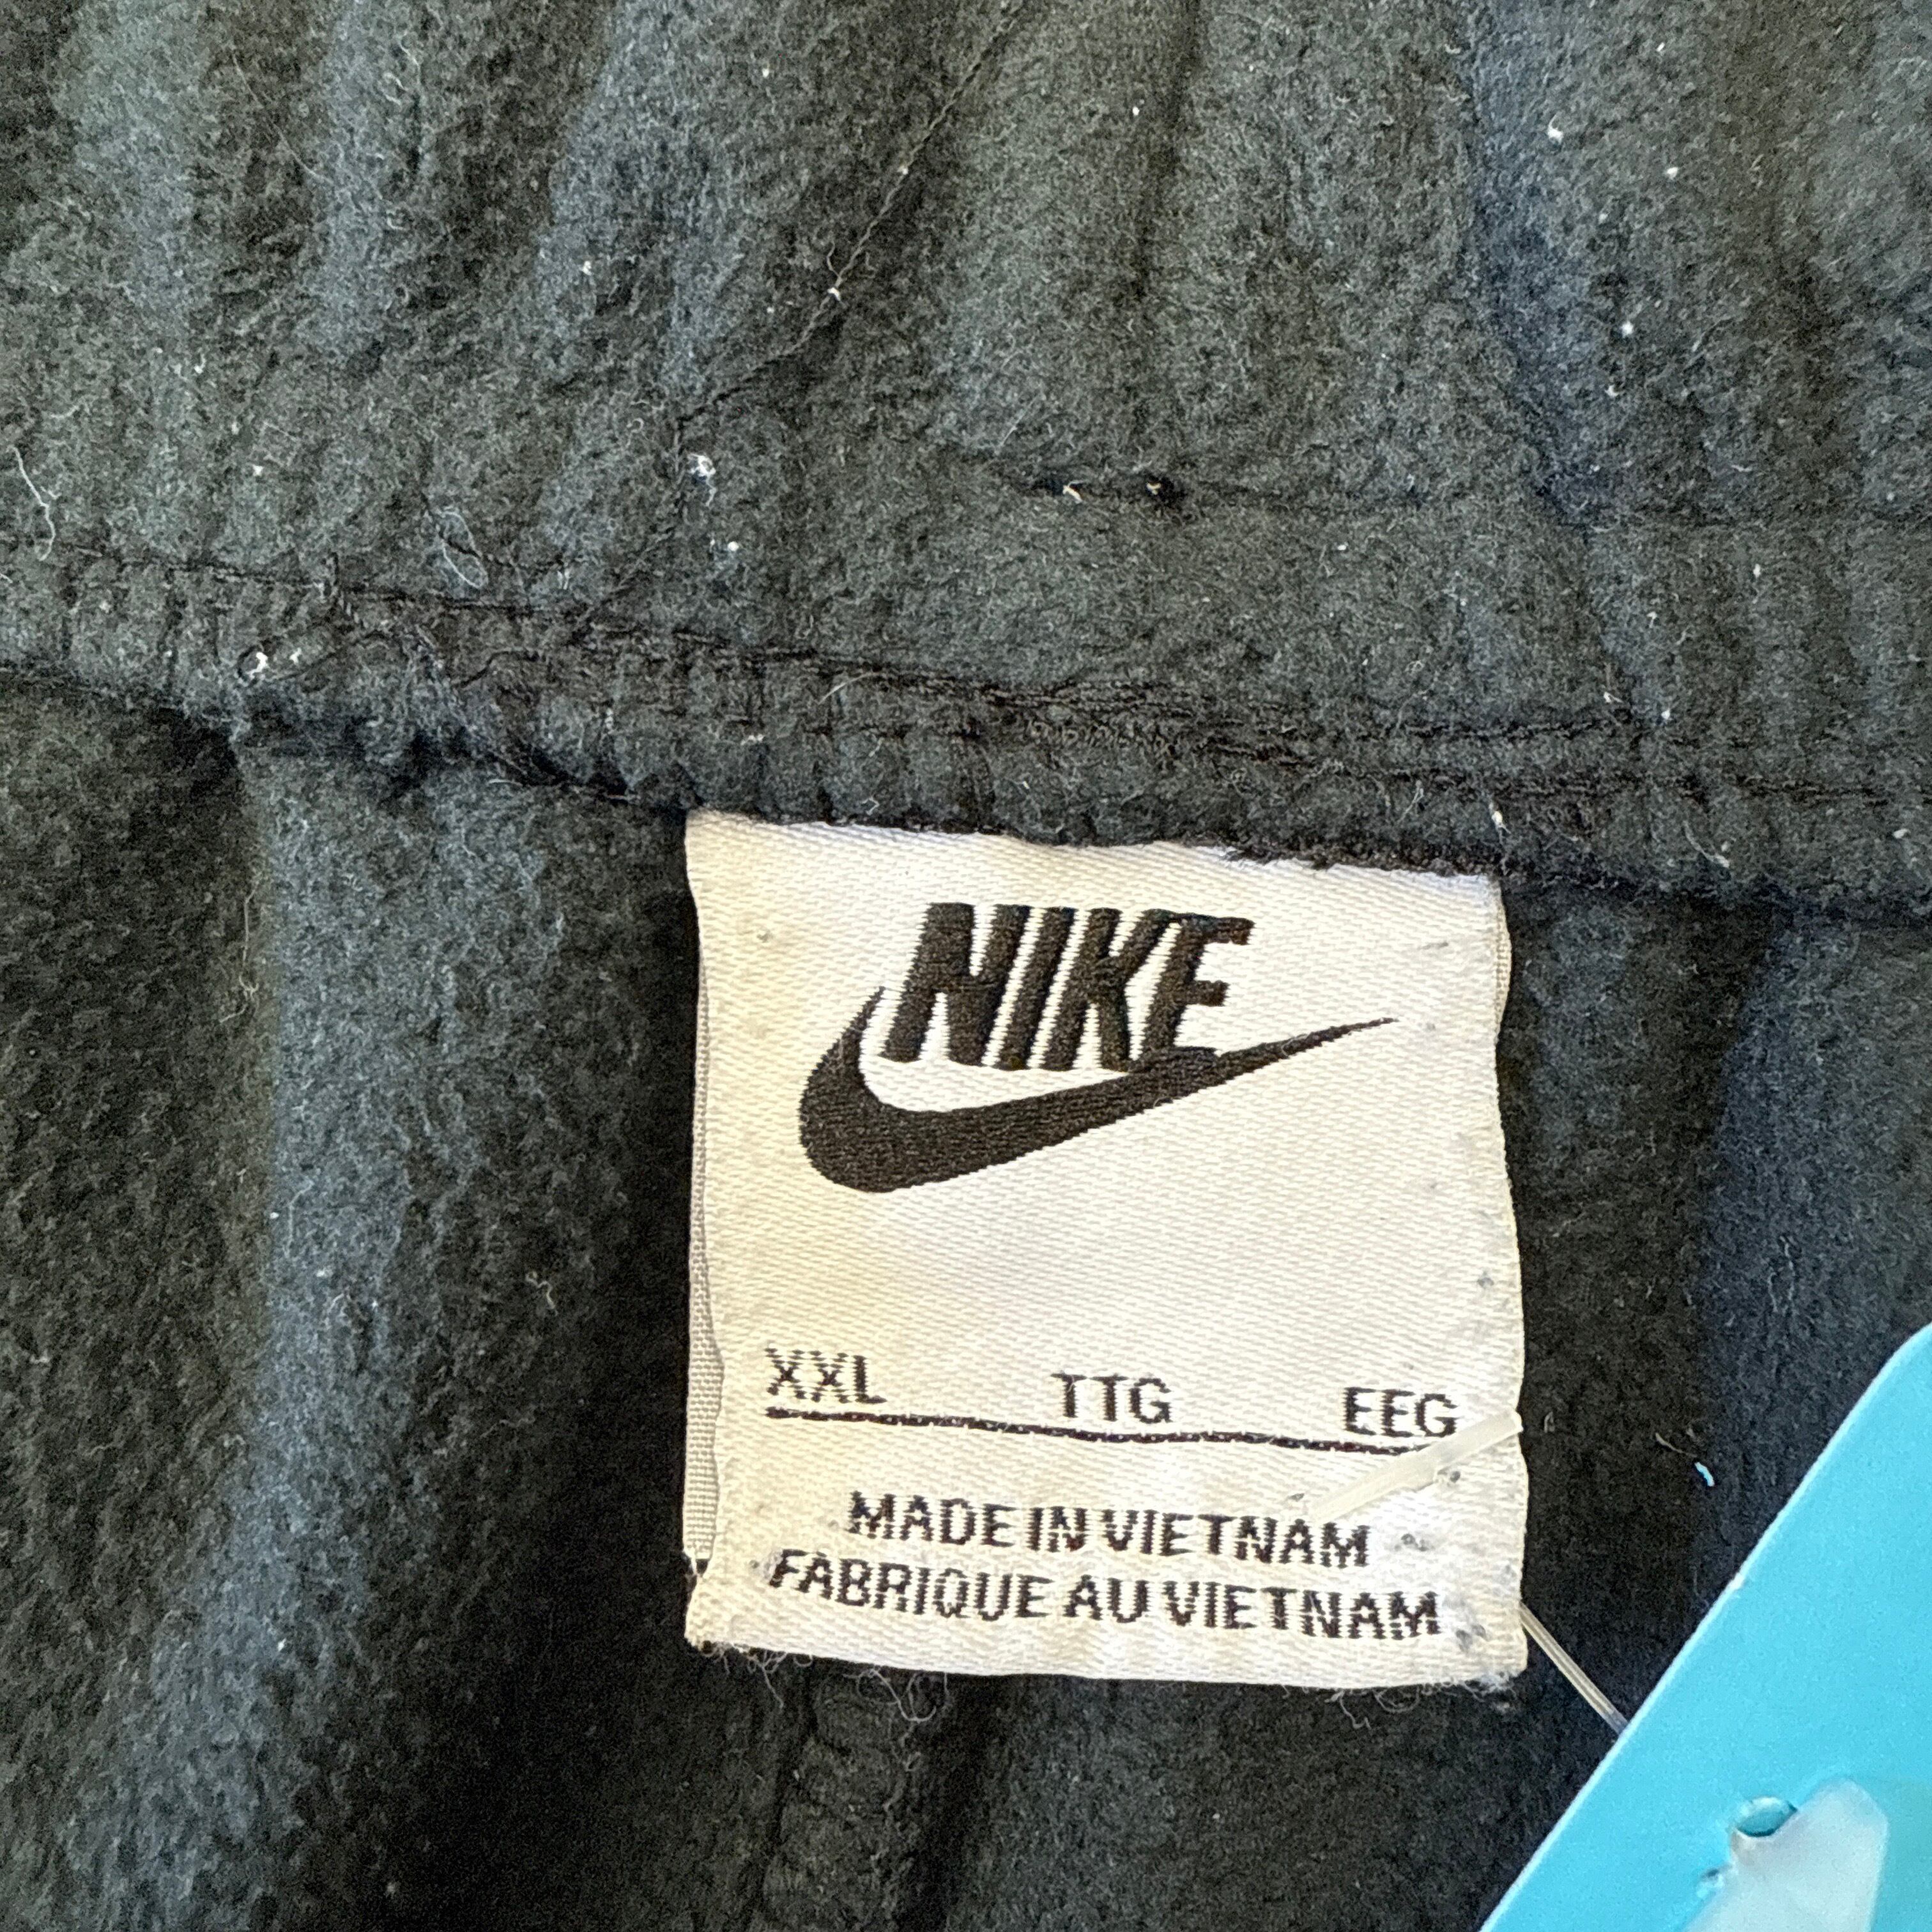 NIKE
XXL TTG EEG
MADE IN VIETNAM
FABRIQUE AU VIETNAM